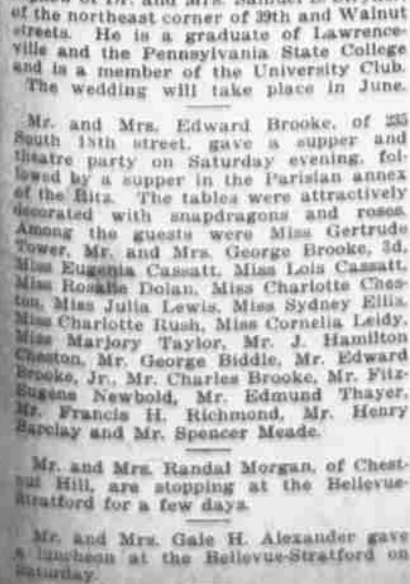 of the northeast corner of 39th and Walnut
streets. He is a graduate of Lawrence-
ville and the Pennsylvania State College
and is a member of the University Club.
The wedding will take place in June.
Mr. and Mrs. Edward Brooke, of 235
South 18th street, gave a supper and
theatre party on Saturday evening, fol-
lowed by a supper in the Parisian annex
of the Ritz. The tables were attractively
decorated with snapdragons and roses.
Among the guests were Miss Gertrude
Tower, Mr. and Mrs. George Brooke, 3d,
Miss Eugenia Cassatt, Miss Lois Cassatt,
Miss Rosalie Dolan, Miss Charlotte Ches-
ton, Miss Julia Lewis, Miss Sydney Ellis,
Miss Charlotte Rush, Miss Cornelia Leidy,
Miss Marjory Taylor, Mr. J. Hamilton
Cheston, Mr. George Biddle, Mr. Edward
Brooke, Jr., Mr. Charles Brooke, Mr. Fitz-
Eugene Newbold, Mr. Edmund Thayer,
Mr. Francis H. Richmond, Mr. Henry
Barclay and Mr. Spencer Meade.
Mr. and Mrs. Randal Morgan, of Chest-
nut Hill, are stopping at the Bellevue-
Stratford for a few days.
Mr. and Mrs. Gale H. Alexander gave
a luncheon at the Bellevue-Stratford on
Saturday.